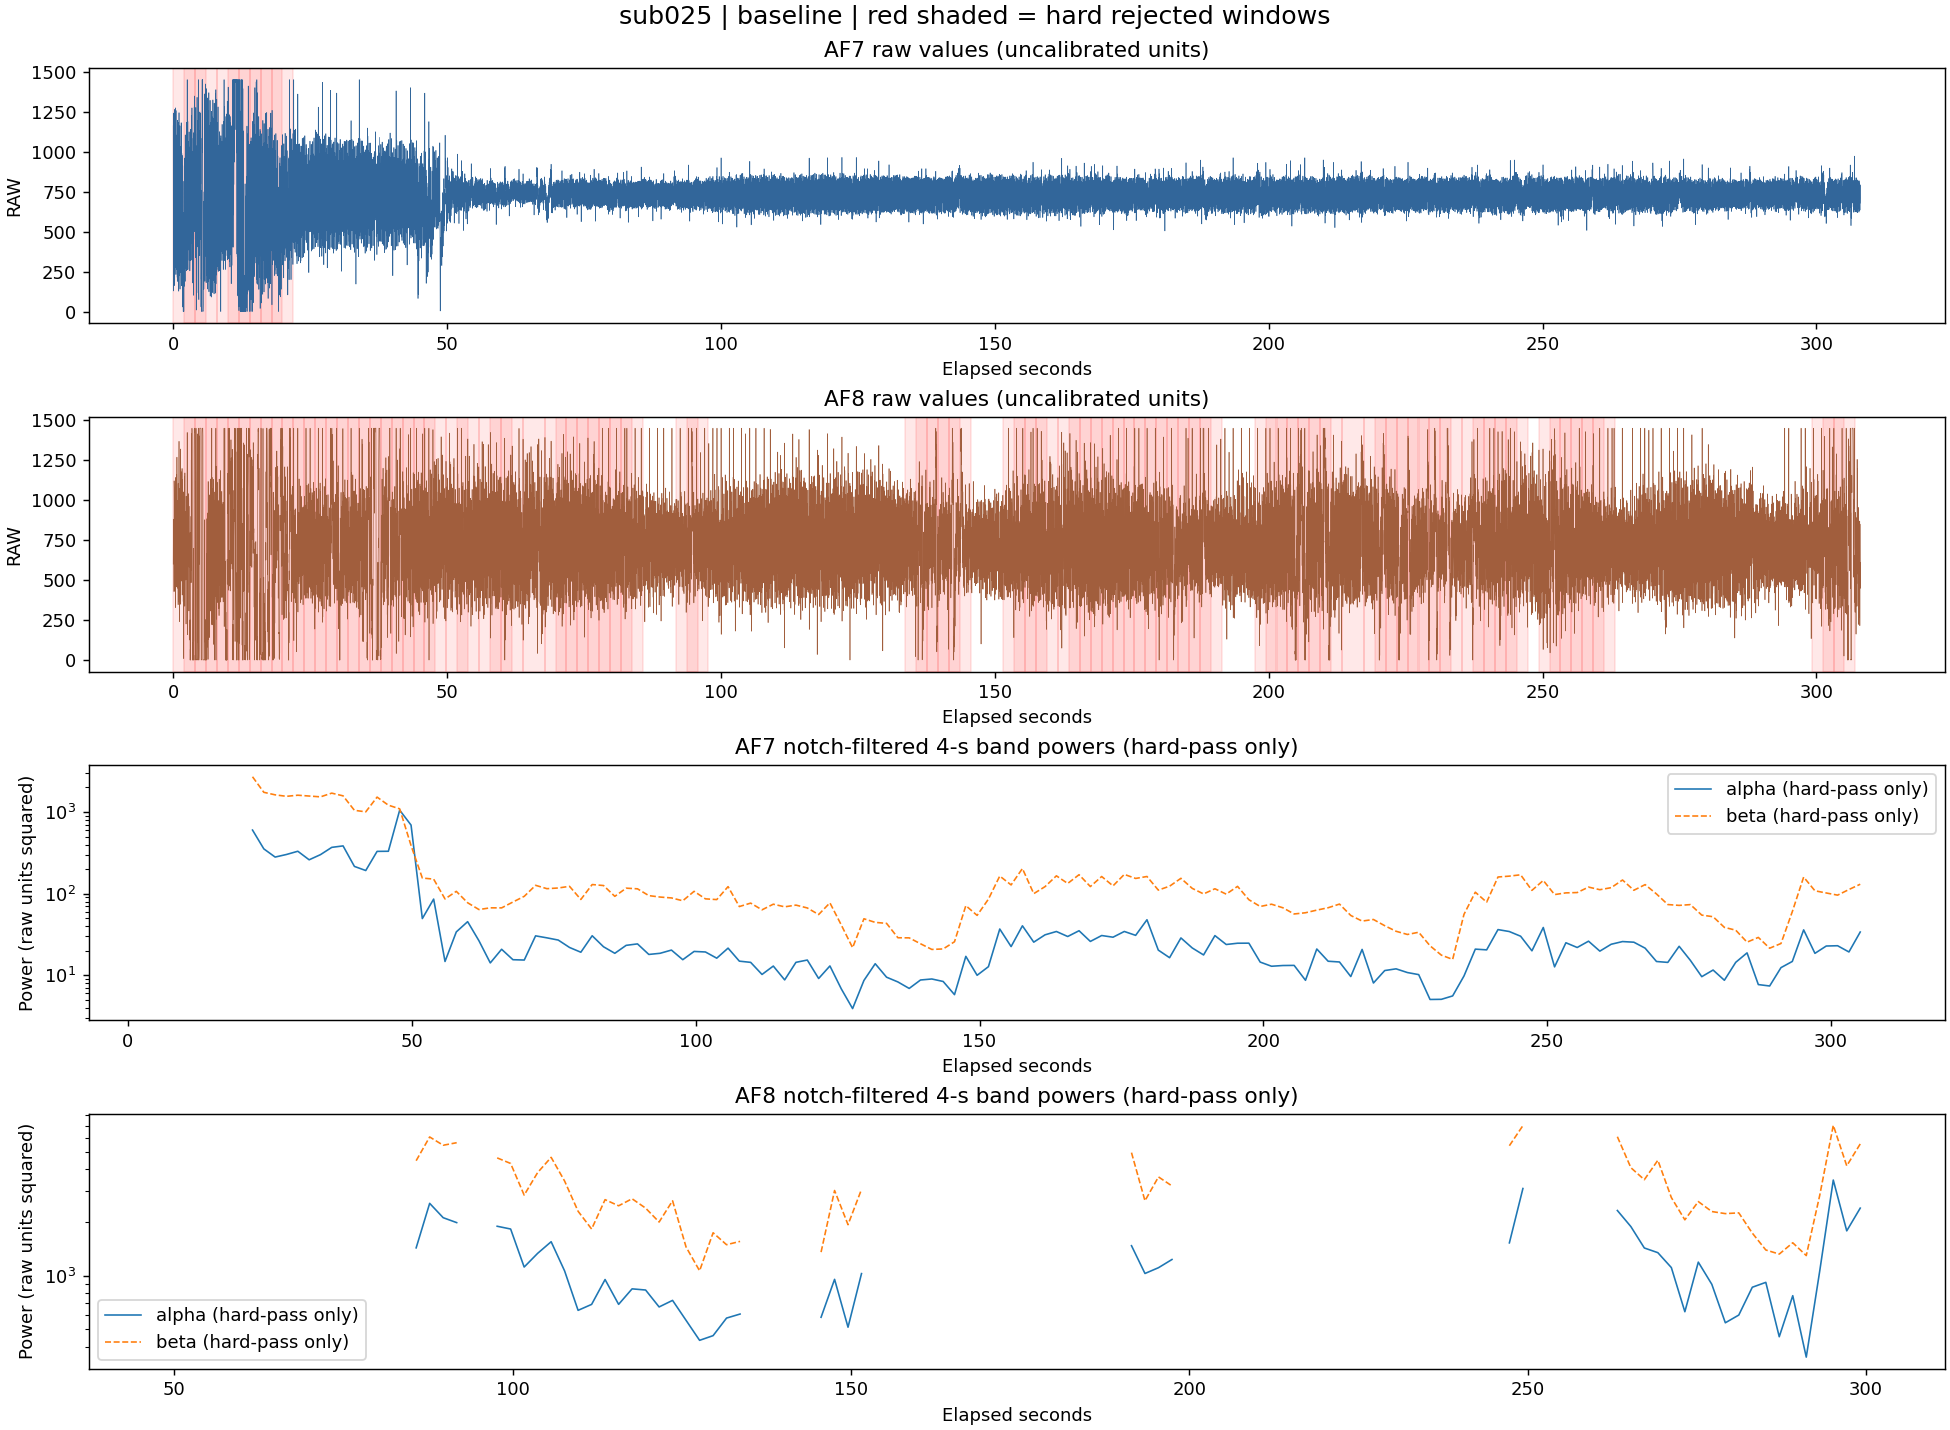 sub025 | baseline | red shaded = hard rejected windows
AF7 raw values (uncalibrated units)
RAW
1500
1250
1000
750
500
250
0
0 50 100 150 200 250 300
Elapsed seconds
AF8 raw values (uncalibrated units)
RAW
1500
1250
1000
750
500
250
0
0 50 100 150 200 250 300
Elapsed seconds
AF7 notch-filtered 4-s band powers (hard-pass only)
Power (raw units squared)
10³
10²
10¹
alpha (hard-pass only)
beta (hard-pass only)
0 50 100 150 200 250 300
Elapsed seconds
AF8 notch-filtered 4-s band powers (hard-pass only)
Power (raw units squared)
10³
alpha (hard-pass only)
beta (hard-pass only)
50 100 150 200 250 300
Elapsed seconds